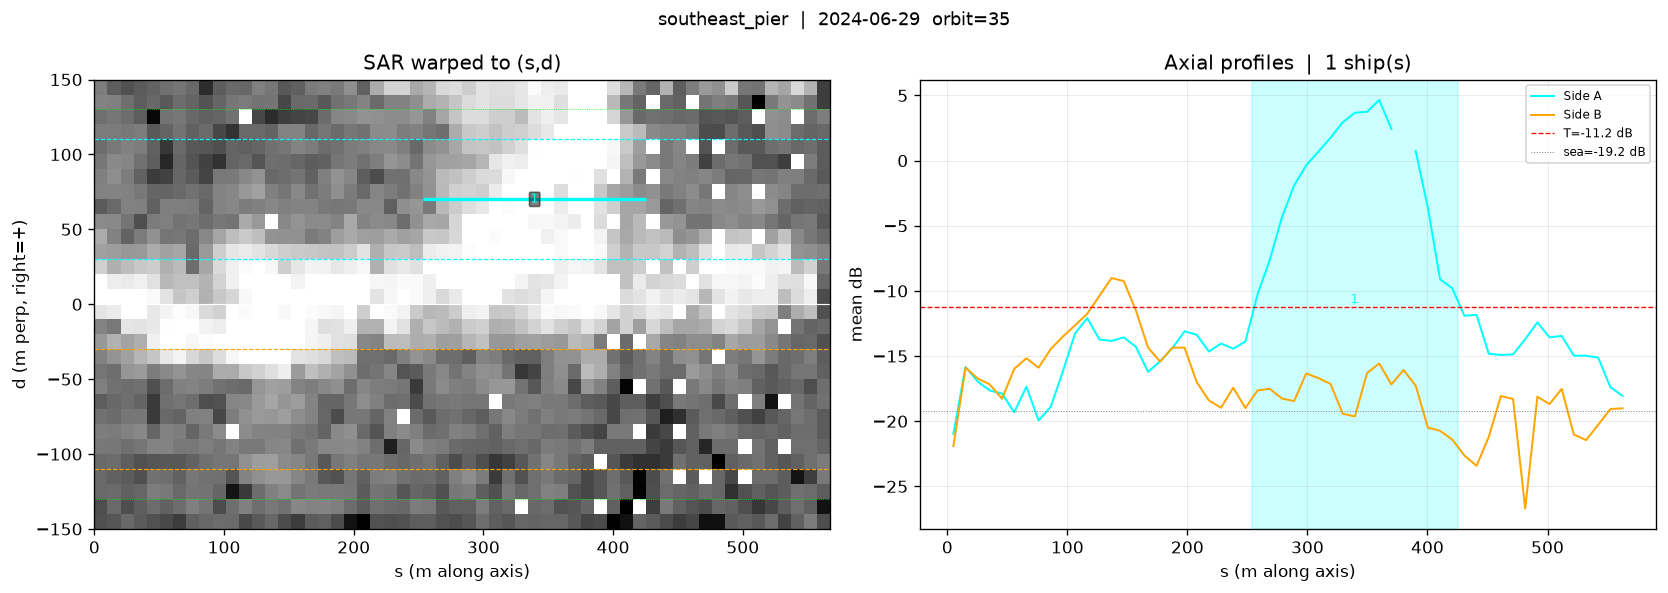 southeast_pier  |  2024-06-29  orbit=35
SAR warped to (s,d)
150
100
50
0
−50
−100
−150
d (m perp, right=+)
1
0
100
200
300
400
500
s (m along axis)
Axial profiles  |  1 ship(s)
5
0
−5
−10
−15
−20
−25
mean dB
Side A
Side B
T=-11.2 dB
sea=-19.2 dB
1
0
100
200
300
400
500
s (m along axis)